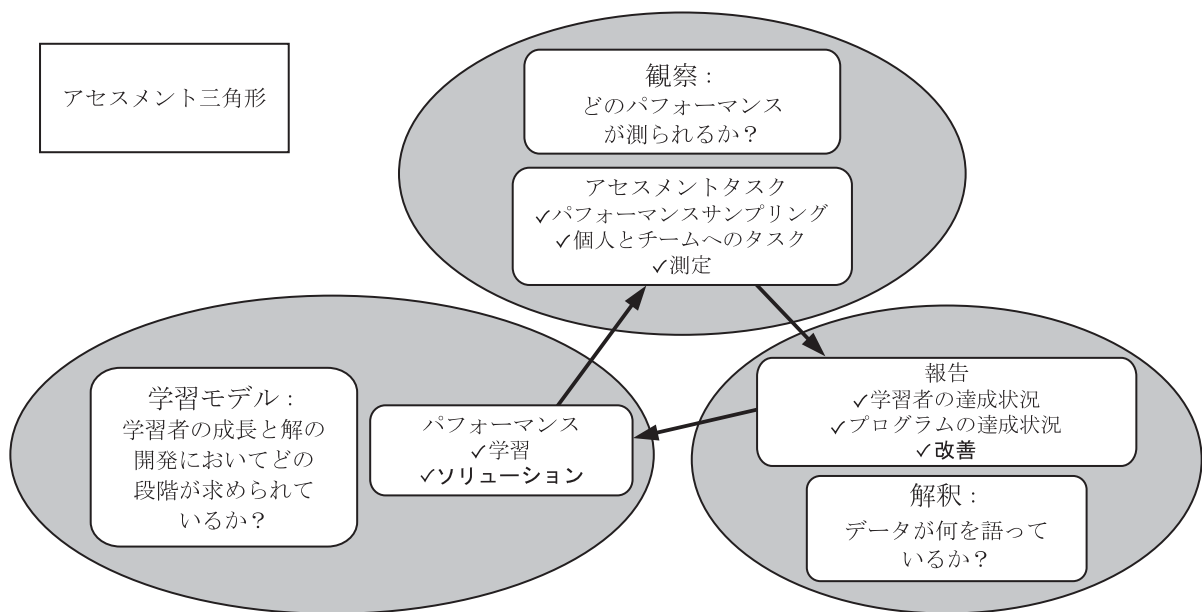 アセスメント三角形
観察：
どのパフォーマンス
が測られるか？
アセスメントタスク
✓パフォーマンスサンプリング
✓個人とチームへのタスク
✓測定
学習モデル：
学習者の成長と解の
開発においてどの
段階が求められて
いるか？
パフォーマンス
✓学習
✓ソリューション
報告
✓学習者の達成状況
✓プログラムの達成状況
✓改善
解釈：
データが何を語って
いるか？